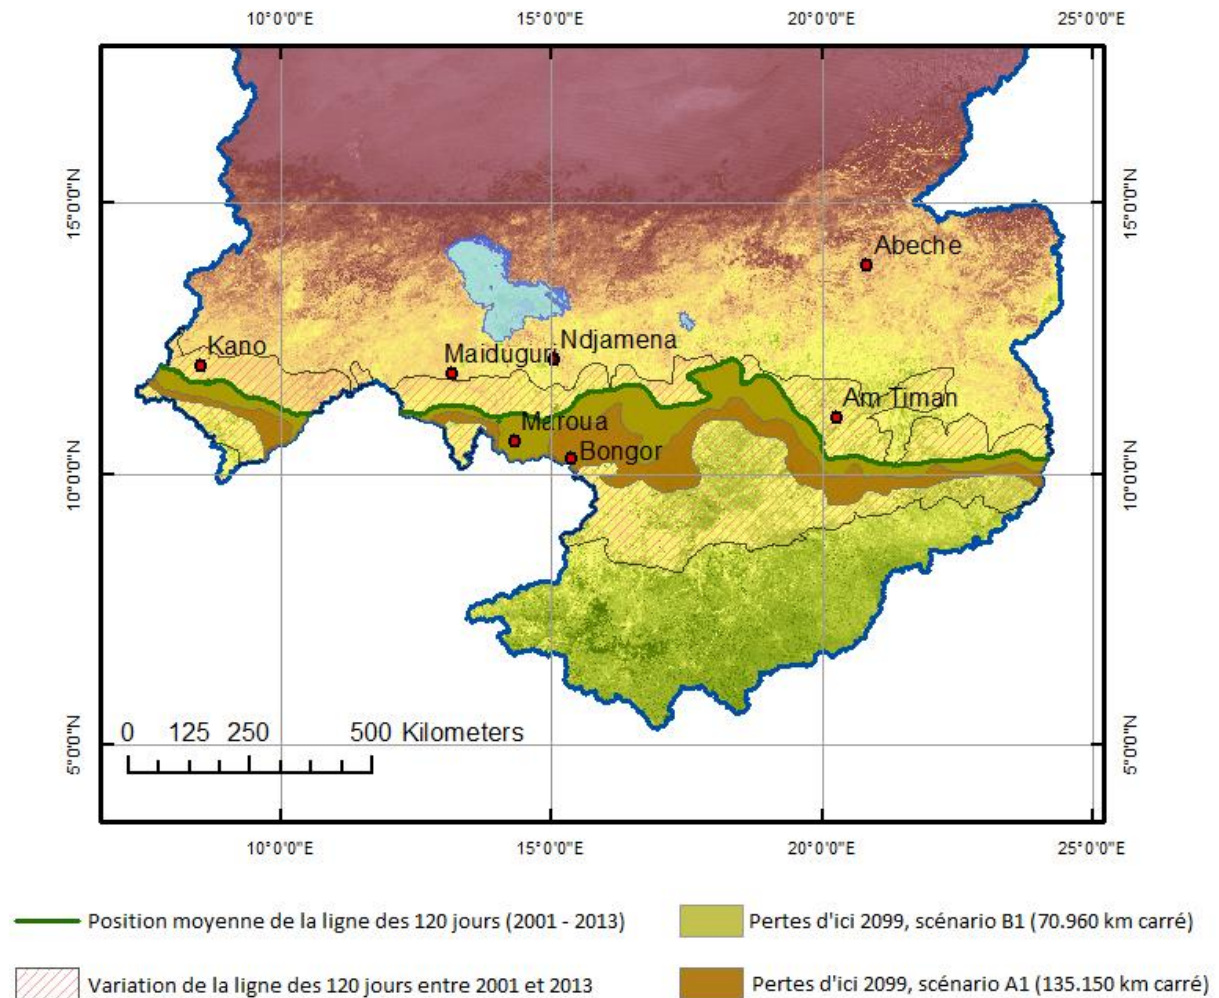 10°0'0"E 15°0'0"E 20°0'0"E 25°0'0"E
15°0'0"N 15°0'0"N
Abeche
Kano
Maiduguri
Ndjamena
Am Timan
Maroua
Bongor
10°0'0"N 10°0'0"N
0 125 250 500 Kilometers
5°0'0"N 5°0'0"N
10°0'0"E 15°0'0"E 20°0'0"E 25°0'0"E
Position moyenne de la ligne des 120 jours (2001 - 2013)
Pertes d'ici 2099, scénario B1 (70.960 km carré)
Variation de la ligne des 120 jours entre 2001 et 2013
Pertes d'ici 2099, scénario A1 (135.150 km carré)